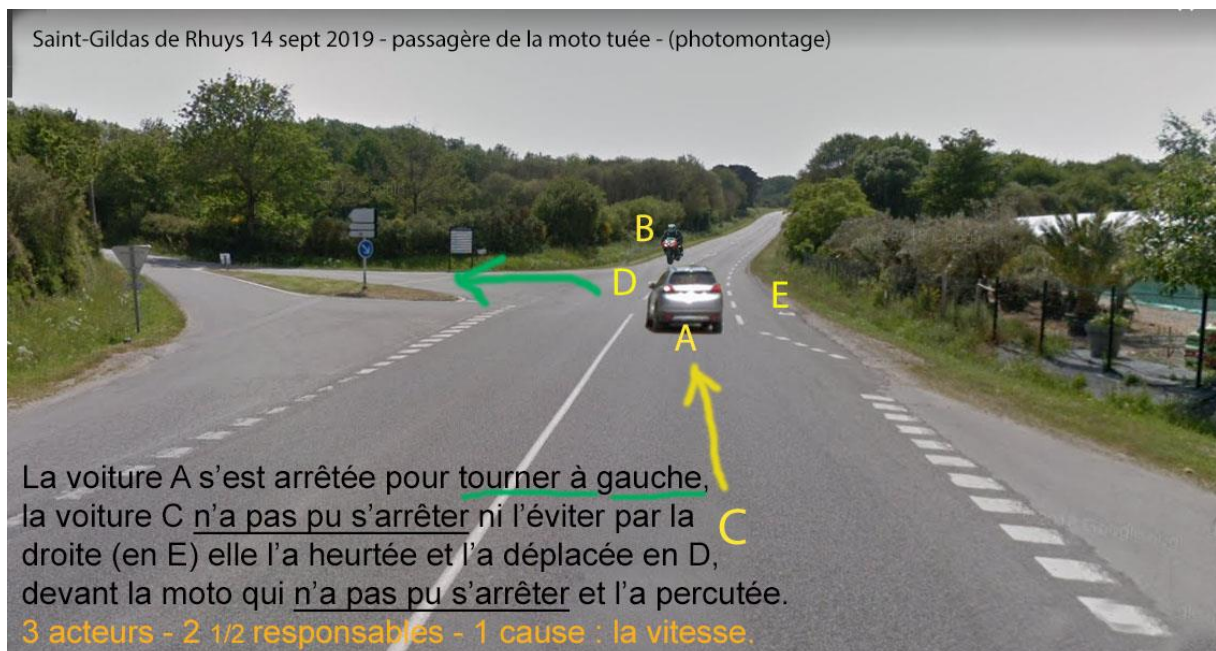 Saint-Gildas de Rhuys 14 sept 2019 - passagère de la moto tuée - (photomontage)
B
D
E
A
C
La voiture A s’est arrêtée pour tourner à gauche,
la voiture C n’a pas pu s’arrêter ni l’éviter par la
droite (en E) elle l’a heurtée et l’a déplacée en D,
devant la moto qui n’a pas pu s’arrêter et l’a percutée.
3 acteurs - 2 1/2 responsables - 1 cause : la vitesse.